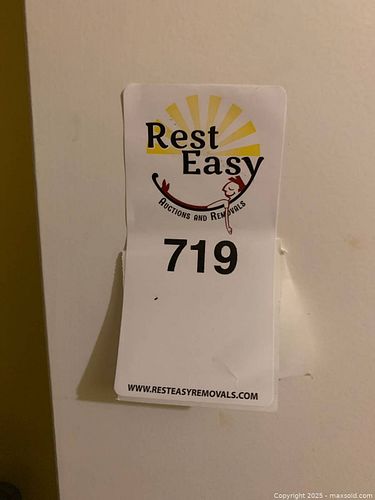 Rest
Easy
AUCTIONS AND REMOVALS
719
WWW.RESTEASYREMOVALS.COM
Copyright 2025 - maxsold.com